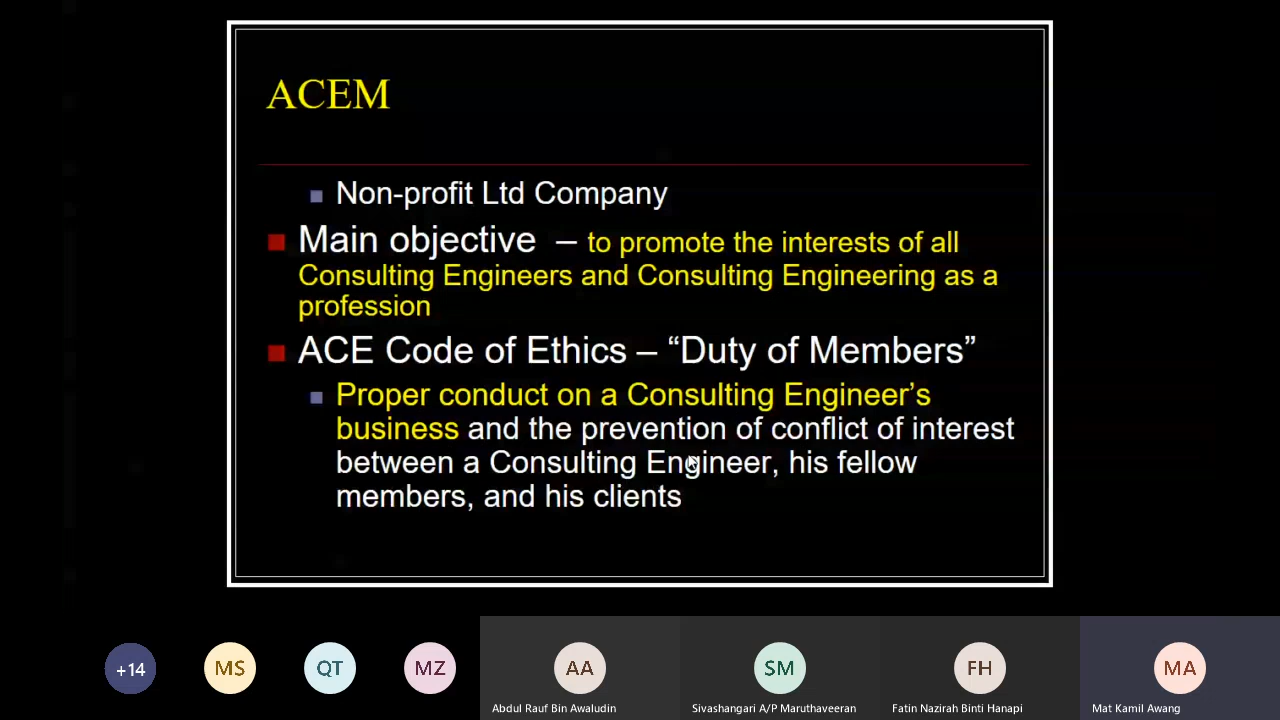 ACEM
Non-profit Ltd Company
Main objective – to promote the interests of all
Consulting Engineers and Consulting Engineering as a
profession
ACE Code of Ethics – “Duty of Members”
Proper conduct on a Consulting Engineer’s
business and the prevention of conflict of interest
between a Consulting Engineer, his fellow
members, and his clients
+14
MS
QT
MZ
AA
SM
FH
MA
Abdul Rauf Bin Awaludin
Sivashangari A/P Maruthaveeran
Fatin Nazirah Binti Hanapi
Mat Kamil Awang